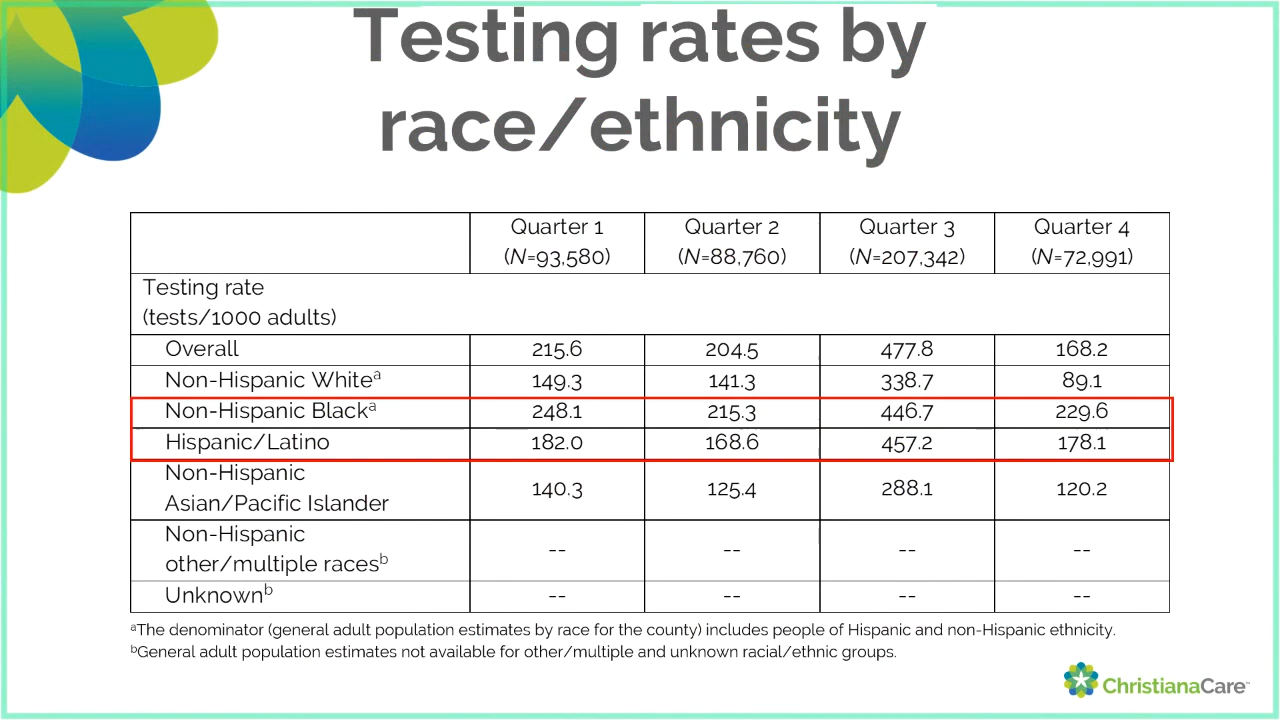 Testing rates by
race/ethnicity
Quarter 1 Quarter 2 Quarter 3 Quarter 4
(N=93,580) (N=88,760) (N=207,342) (N=72,991)
Testing rate
(tests/1000 adults)
Overall 215.6 204.5 477.8 168.2
Non-Hispanic Whiteᵃ 149.3 141.3 338.7 89.1
Non-Hispanic Blackᵃ 248.1 215.3 446.7 229.6
Hispanic/Latino 182.0 168.6 457.2 178.1
Non-Hispanic
Asian/Pacific Islander 140.3 125.4 288.1 120.2
Non-Hispanic
other/multiple racesᵇ -- -- -- --
Unknownᵇ -- -- -- --
ᵃThe denominator (general adult population estimates by race for the county) includes people of Hispanic and non-Hispanic ethnicity.
ᵇGeneral adult population estimates not available for other/multiple and unknown racial/ethnic groups.
ChristianaCare™